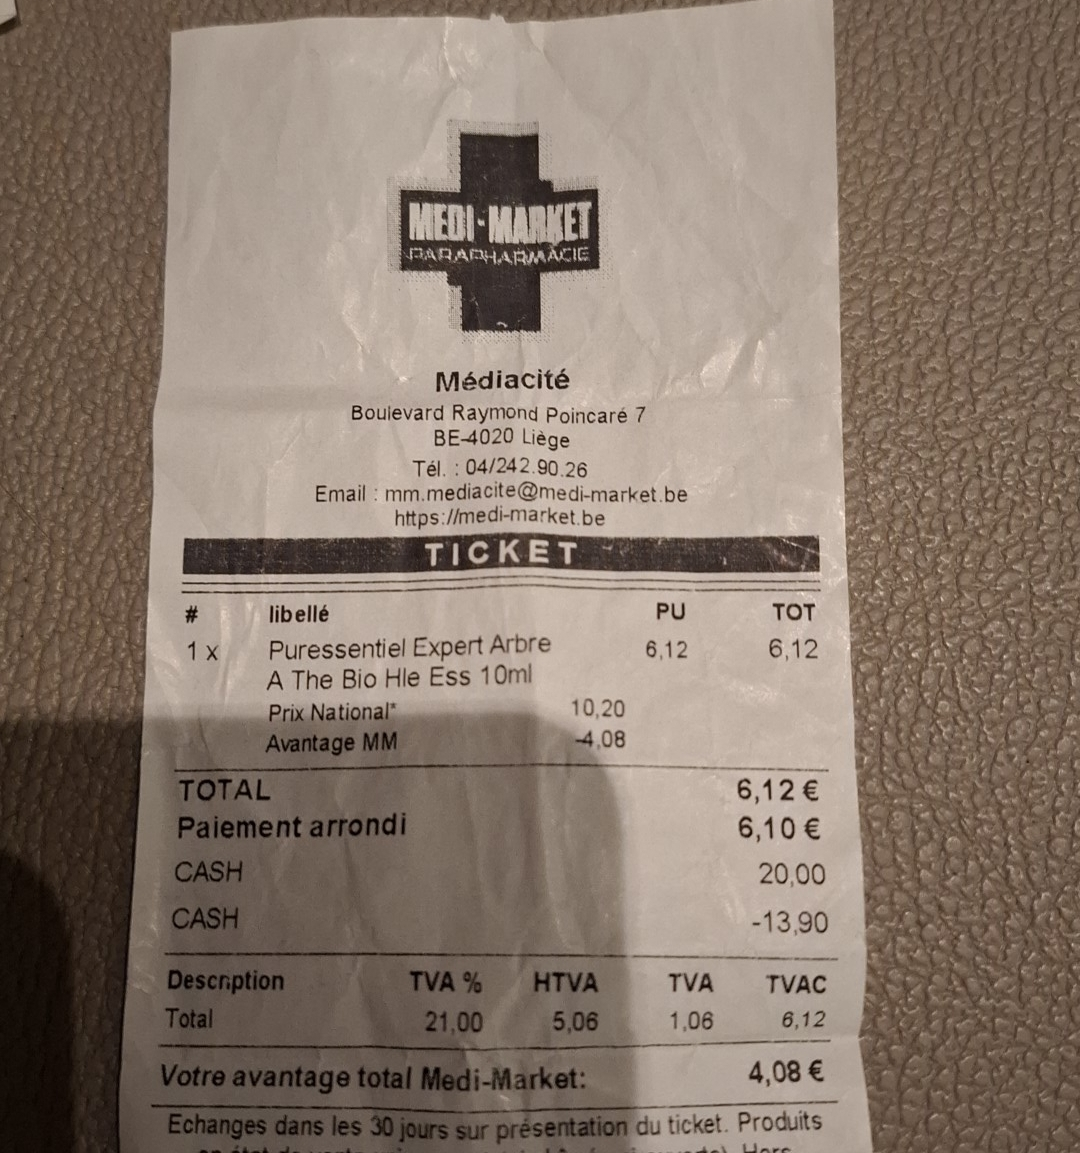 MEDI-MARKET
PARAPHARMACIE
Médiacité
Boulevard Raymond Poincaré 7
BE-4020 Liège
Tél. : 04/242.90.26
Email : mm.mediacite@medi-market.be
https://medi-market.be
TICKET
# libellé PU TOT
1 x Puressentiel Expert Arbre 6,12 6,12
A The Bio Hle Ess 10ml
Prix National* 10,20
Avantage MM -4,08
TOTAL 6,12 €
Paiement arrondi 6,10 €
CASH 20,00
CASH -13,90
Description TVA % HTVA TVA TVAC
Total 21,00 5,06 1,06 6,12
Votre avantage total Medi-Market: 4,08 €
Echanges dans les 30 jours sur présentation du ticket. Produits